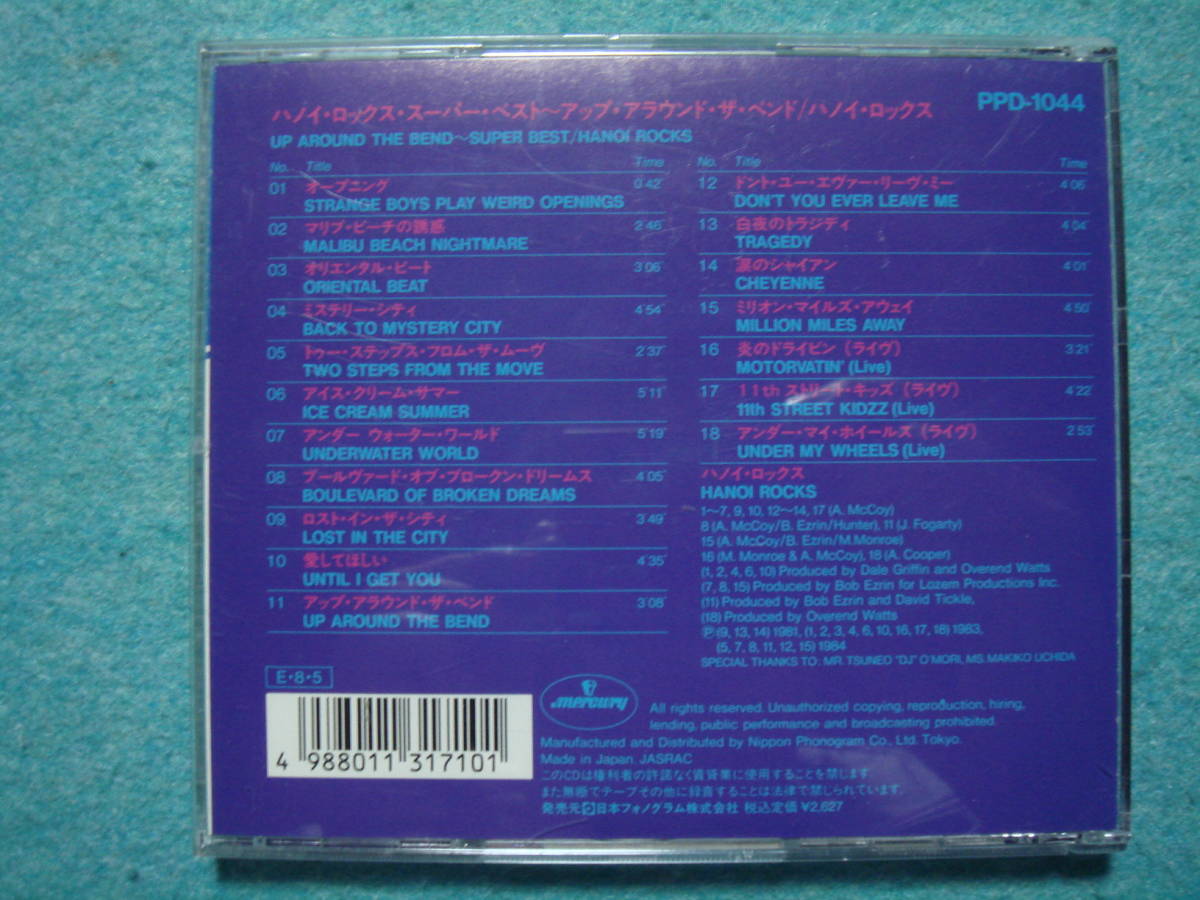 ハノイ・ロックス・スーパー・ベスト～アップ・アラウンド・ザ・ベンド/ハノイ・ロックス
PPD-1044
UP AROUND THE BEND～SUPER BEST/HANOI ROCKS
No. Title Time
01 オープニング 0'42"
STRANGE BOYS PLAY WEIRD OPENINGS
02 マリブ・ビーチの誘惑 2'46"
MALIBU BEACH NIGHTMARE
03 オリエンタル・ビート 3'06"
ORIENTAL BEAT
04 ミステリー・シティ 4'54"
BACK TO MYSTERY CITY
05 トゥー・ステップス・フロム・ザ・ムーヴ 2'37"
TWO STEPS FROM THE MOVE
06 アイス・クリーム・サマー 5'11"
ICE CREAM SUMMER
07 アンダー ウォーター・ワールド 5'19"
UNDERWATER WORLD
08 ブールヴァード・オブ・ブロークン・ドリームス 4'05"
BOULEVARD OF BROKEN DREAMS
09 ロスト・イン・ザ・シティ 3'49"
LOST IN THE CITY
10 愛してほしい 4'35"
UNTIL I GET YOU
11 アップ・アラウンド・ザ・ベンド 3'08"
UP AROUND THE BEND
No. Title Time
12 ドント・ユー・エヴァー・リーヴ・ミー 4'06"
DON'T YOU EVER LEAVE ME
13 白夜のトラジディ 4'04"
TRAGEDY
14 涙のシャイアン 4'01"
CHEYENNE
15 ミリオン・マイルズ・アウェイ 4'50"
MILLION MILES AWAY
16 炎のドライビン（ライヴ） 3'21"
MOTORVATIN' (Live)
17 11thストリート・キッズ（ライヴ） 4'22"
11th STREET KIDZZ (Live)
18 アンダー・マイ・ホイールス（ライヴ） 2'53"
UNDER MY WHEELS (Live)
ハノイ・ロックス
HANOI ROCKS
1～7, 9, 10, 12～14, 17 (A. McCoy)
8 (A. McCoy/B. Ezrin/Hunter), 11 (J. Fogarty)
15 (A. McCoy/B. Ezrin/M.Monroe)
16 (M. Monroe & A. McCoy), 18 (A. Cooper)
(1, 2, 4, 6, 10) Produced by Dale Griffin and Overend Watts
(7, 8, 15) Produced by Bob Ezrin for Lozem Productions Inc.
(11) Produced by Bob Ezrin and David Tickle,
(18) Produced by Overend Watts
Ⓟ (9, 13, 14) 1981, (1, 2, 3, 4, 6, 10, 16, 17, 18) 1983,
(5, 7, 8, 11, 12, 15) 1984
SPECIAL THANKS TO: MR. TSUNEO "DJ" O'MORI, MS. MAKIKO UCHIDA
E・8・5
4 988011 317101
mercury
All rights reserved. Unauthorized copying, reproduction, hiring,
lending, public performance and broadcasting prohibited.
Manufactured and Distributed by Nippon Phonogram Co., Ltd. Tokyo.
Made in Japan. JASRAC
このCDは権利者の許諾なく賃貸業に使用することを禁じます。
また無断でテープその他に録音することは法律で禁じられています。
発売元 日本フォノグラム株式会社 税込定価¥2,627